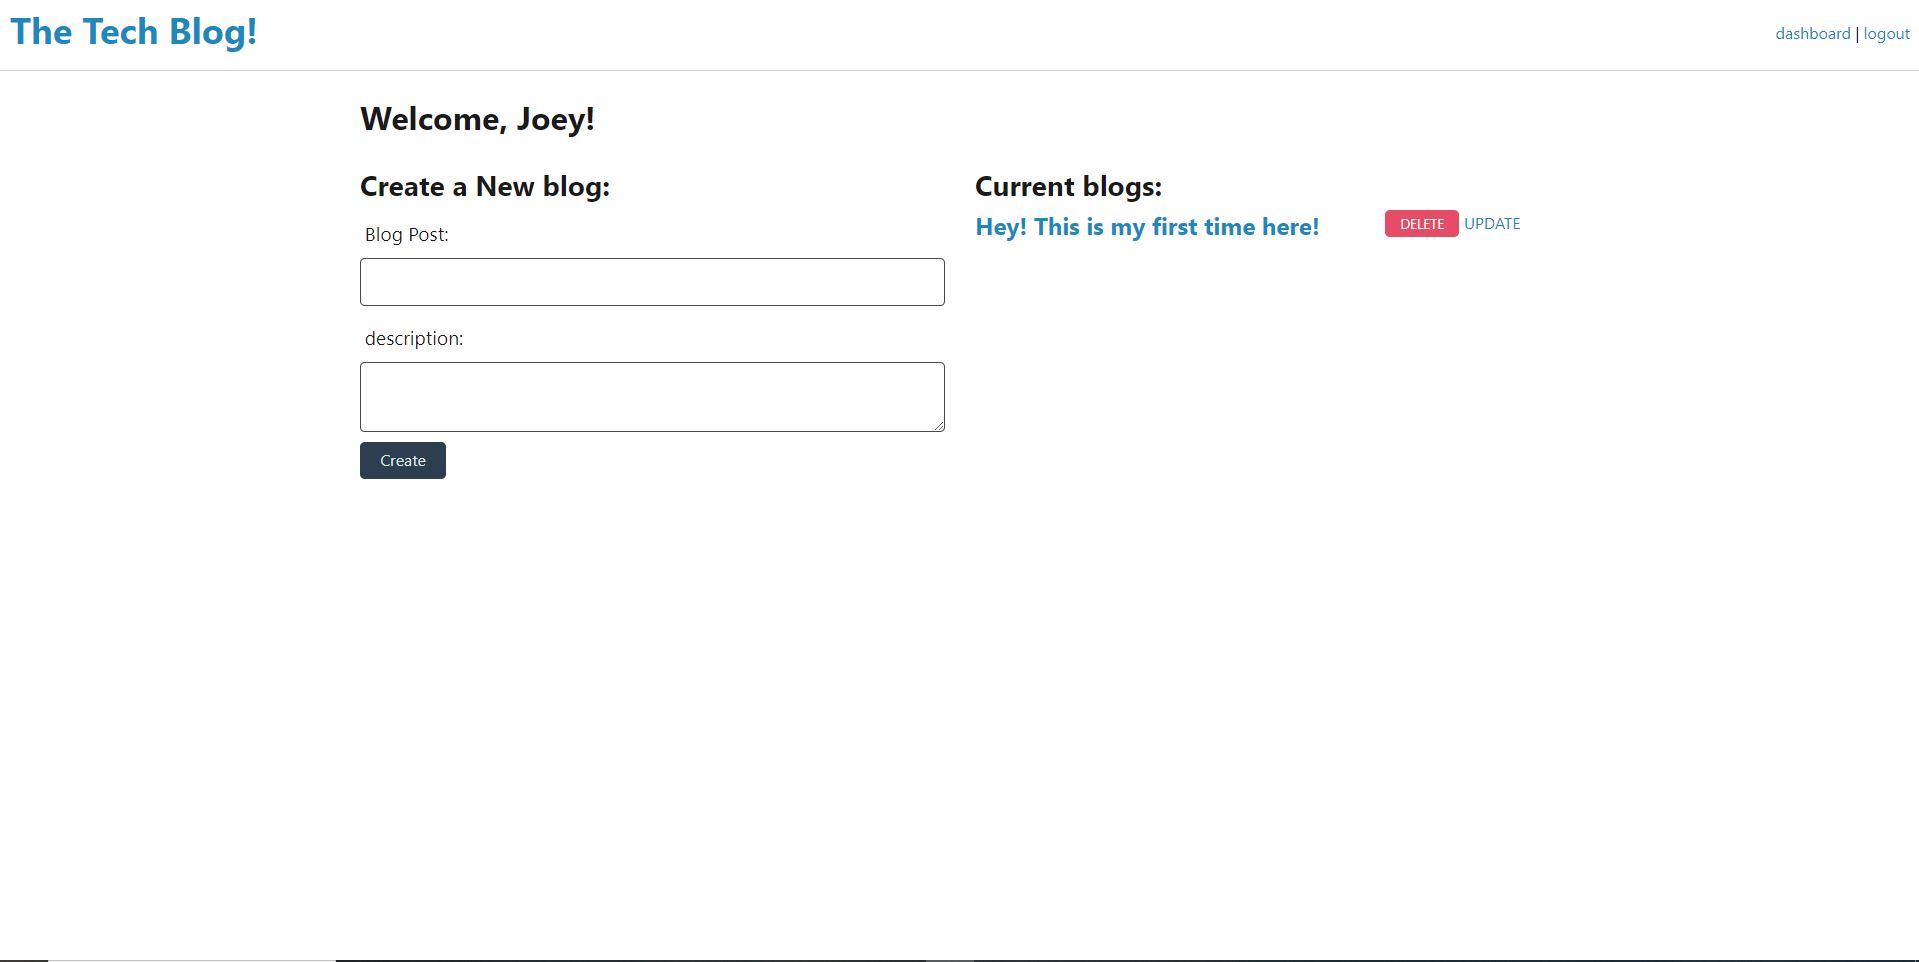 The Tech Blog!
dashboard | logout
Welcome, Joey!
Create a New blog:
Blog Post:
description:
Create
Current blogs:
Hey! This is my first time here!
DELETE UPDATE